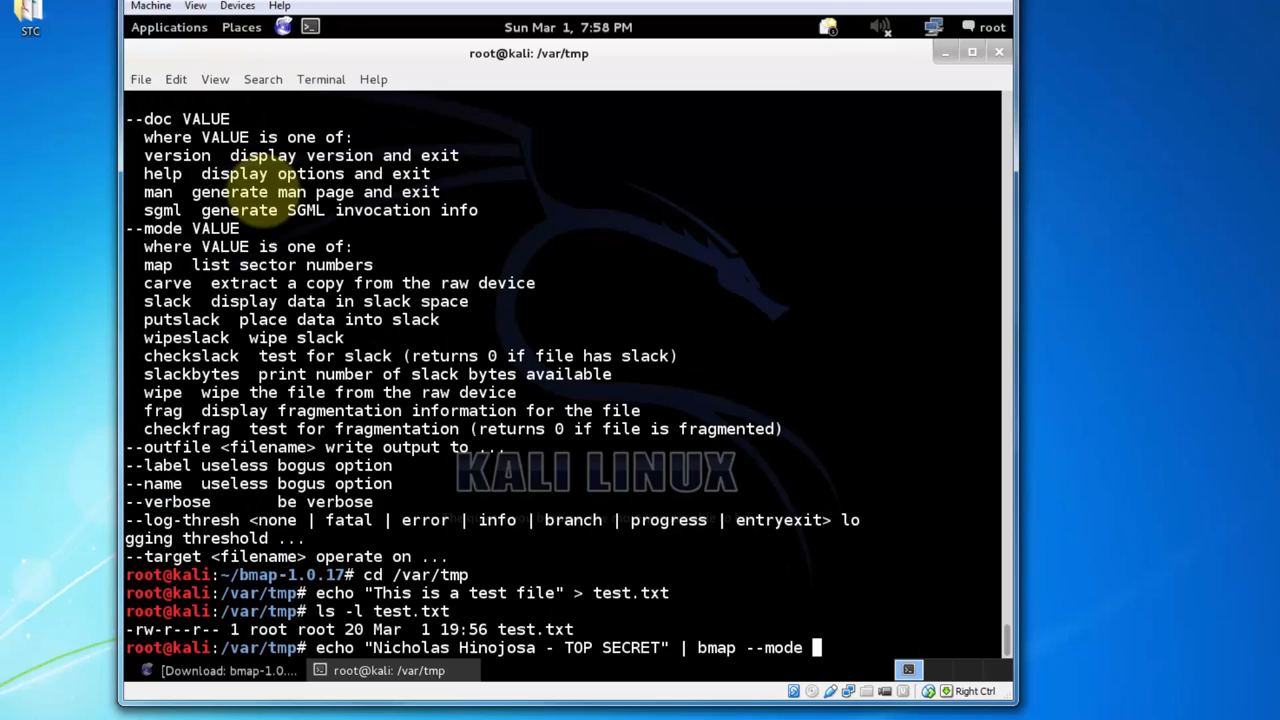 Machine View Devices Help
STC
Applications Places Sun Mar 1, 7:58 PM root
root@kali: /var/tmp
File Edit View Search Terminal Help
--doc VALUE
where VALUE is one of:
version display version and exit
help display options and exit
man generate man page and exit
sgml generate SGML invocation info
--mode VALUE
where VALUE is one of:
map list sector numbers
carve extract a copy from the raw device
slack display data in slack space
putslack place data into slack
wipeslack wipe slack
checkslack test for slack (returns 0 if file has slack)
slackbytes print number of slack bytes available
wipe wipe the file from the raw device
frag display fragmentation information for the file
checkfrag test for fragmentation (returns 0 if file is fragmented)
--outfile <filename> write output to ...
--label useless bogus option
KALI LINUX
--name useless bogus option
--verbose be verbose
--log-thresh <none | fatal | error | info | branch | progress | entryexit> lo
gging threshold ...
--target <filename> operate on ...
root@kali:~/bmap-1.0.17# cd /var/tmp
root@kali:/var/tmp# echo "This is a test file" > test.txt
root@kali:/var/tmp# ls -l test.txt
-rw-r--r-- 1 root root 20 Mar 1 19:56 test.txt
root@kali:/var/tmp# echo "Nicholas Hinojosa - TOP SECRET" | bmap --mode
[Download: bmap-1.0.... root@kali: /var/tmp
Right Ctrl